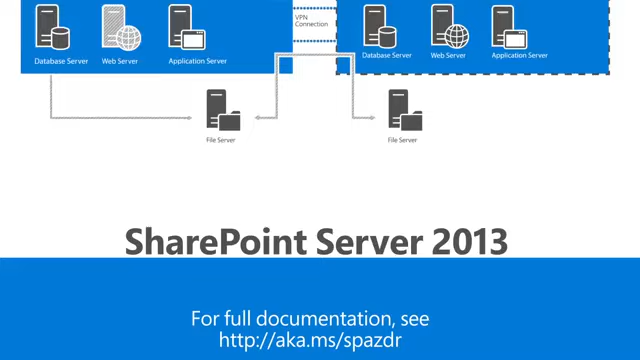 VPN
Connection
Database Server
Web Server
Application Server
Database Server
Web Server
Application Server
File Server
File Server
SharePoint Server 2013
For full documentation, see
http://aka.ms/spazdr